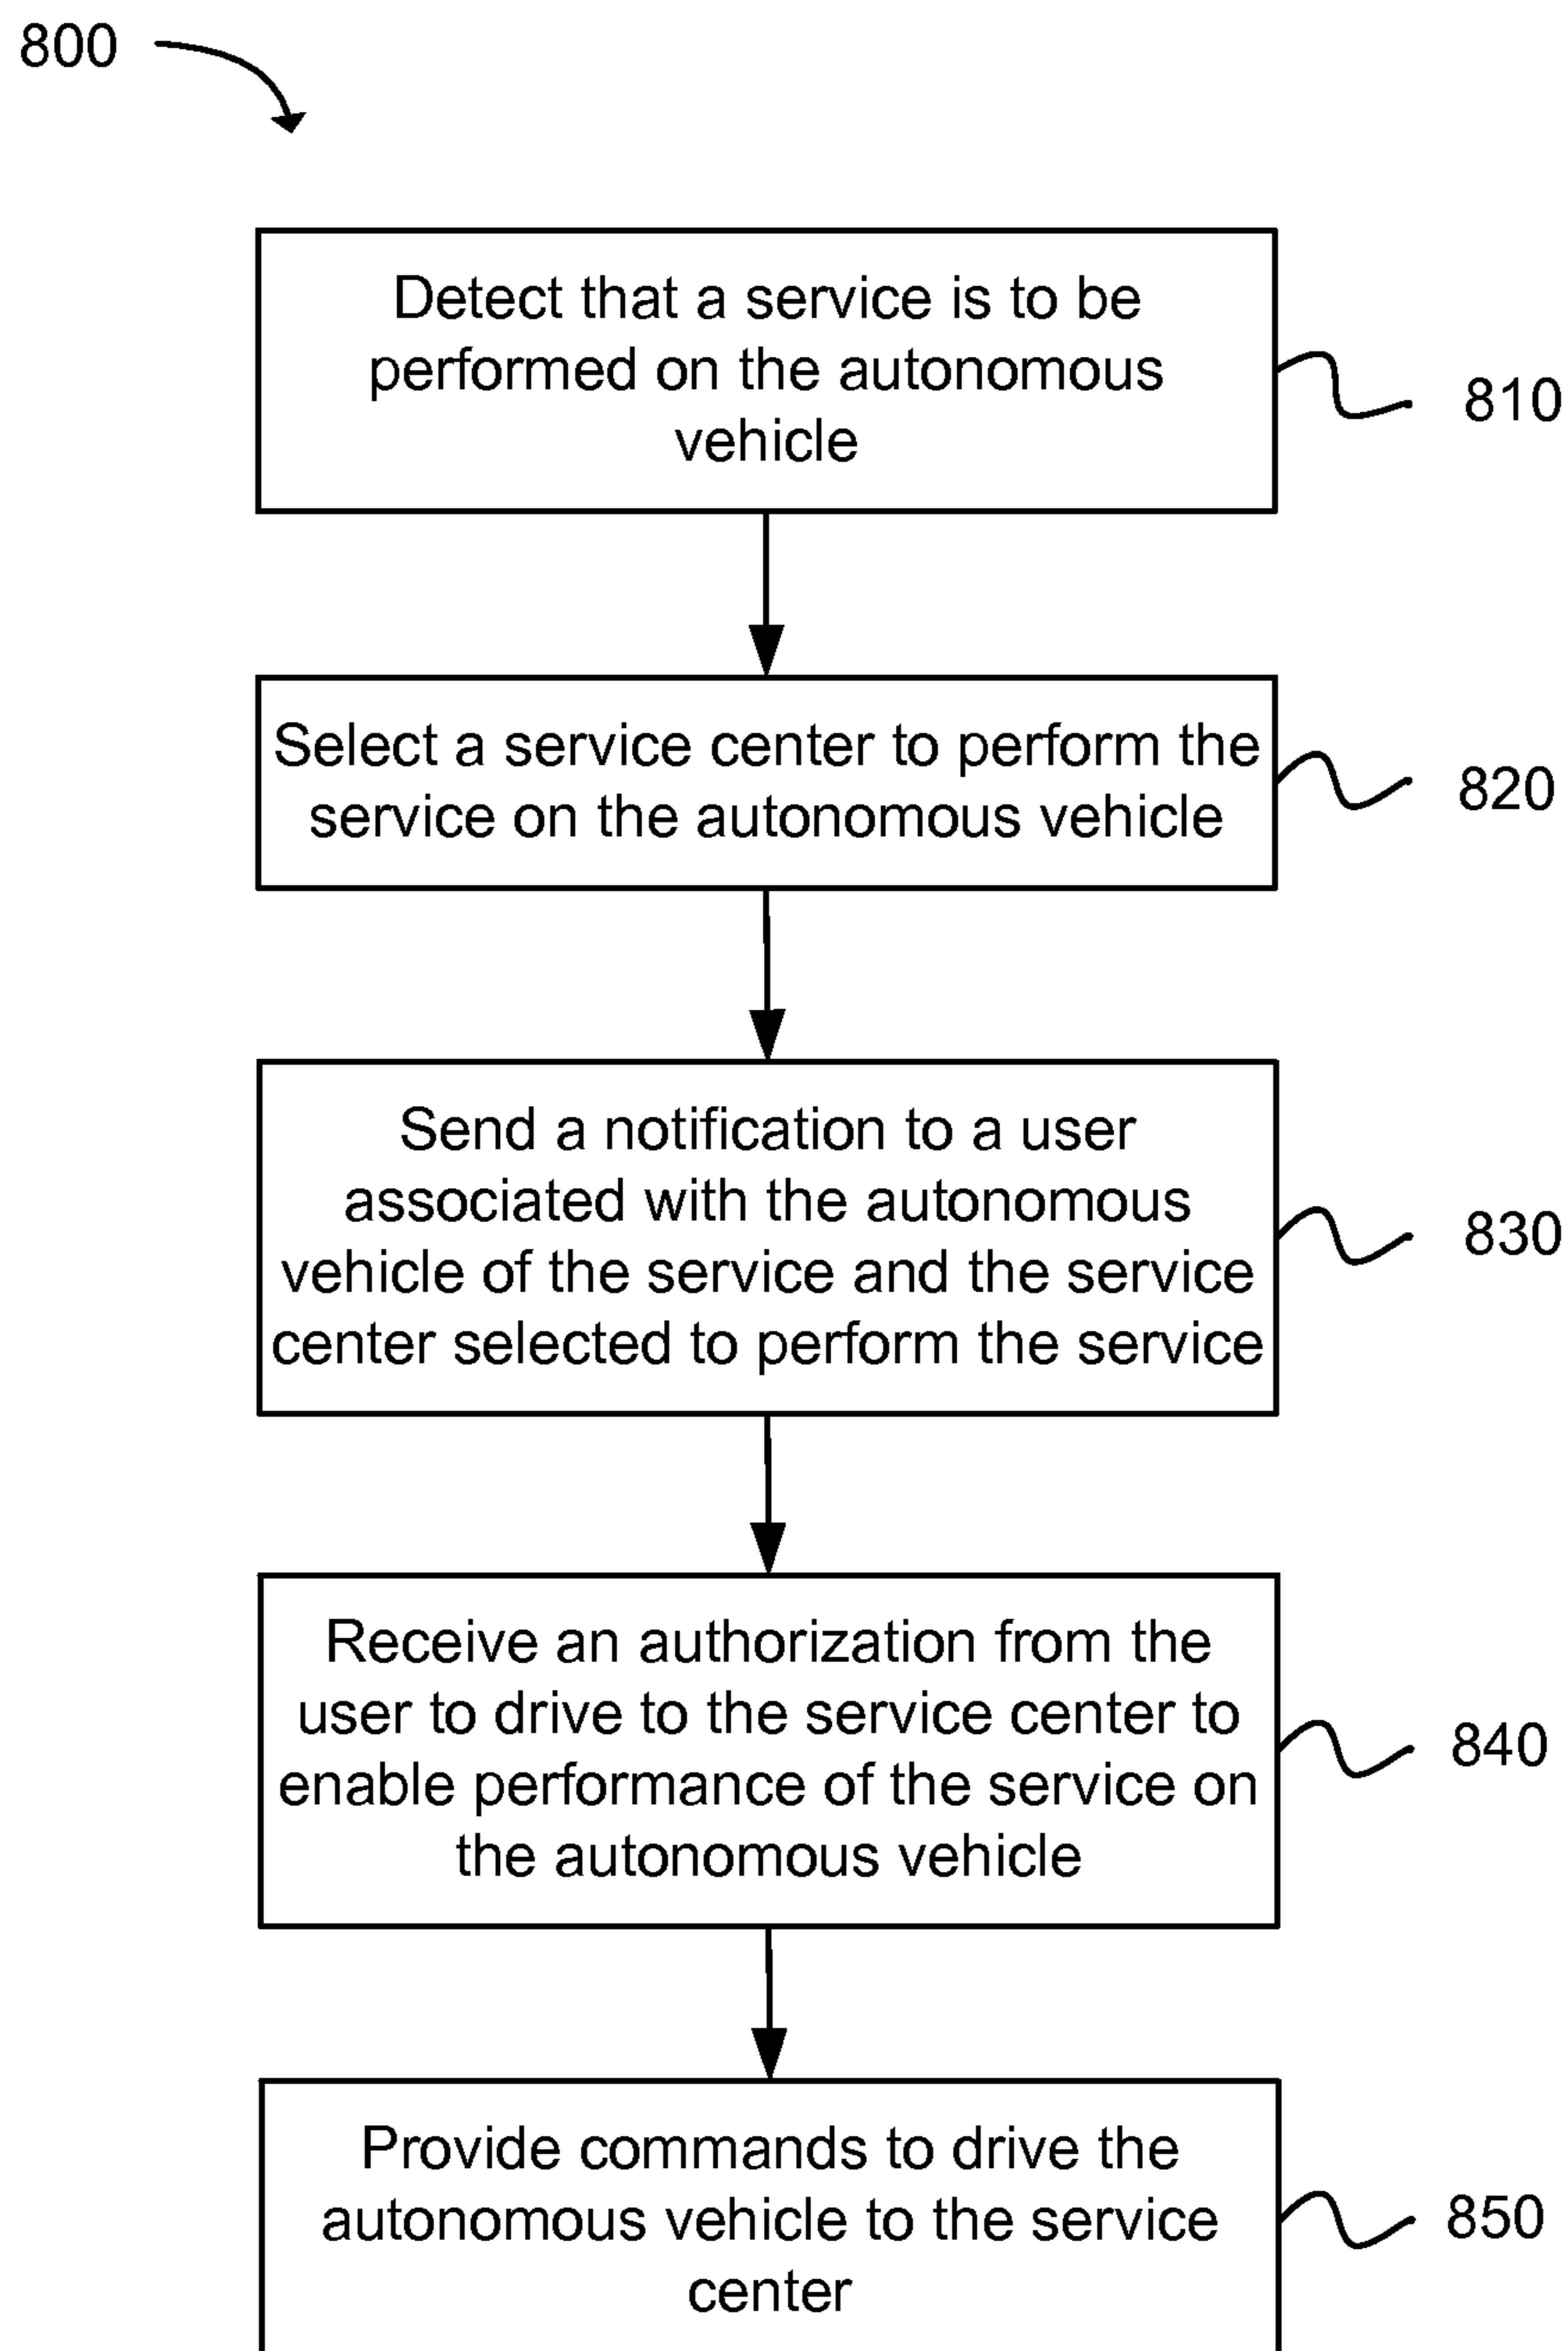 800
Detect that a service is to be
performed on the autonomous
vehicle
810
Select a service center to perform the
service on the autonomous vehicle
820
Send a notification to a user
associated with the autonomous
vehicle of the service and the service
center selected to perform the service
830
Receive an authorization from the
user to drive to the service center to
enable performance of the service on
the autonomous vehicle
840
Provide commands to drive the
autonomous vehicle to the service
center
850